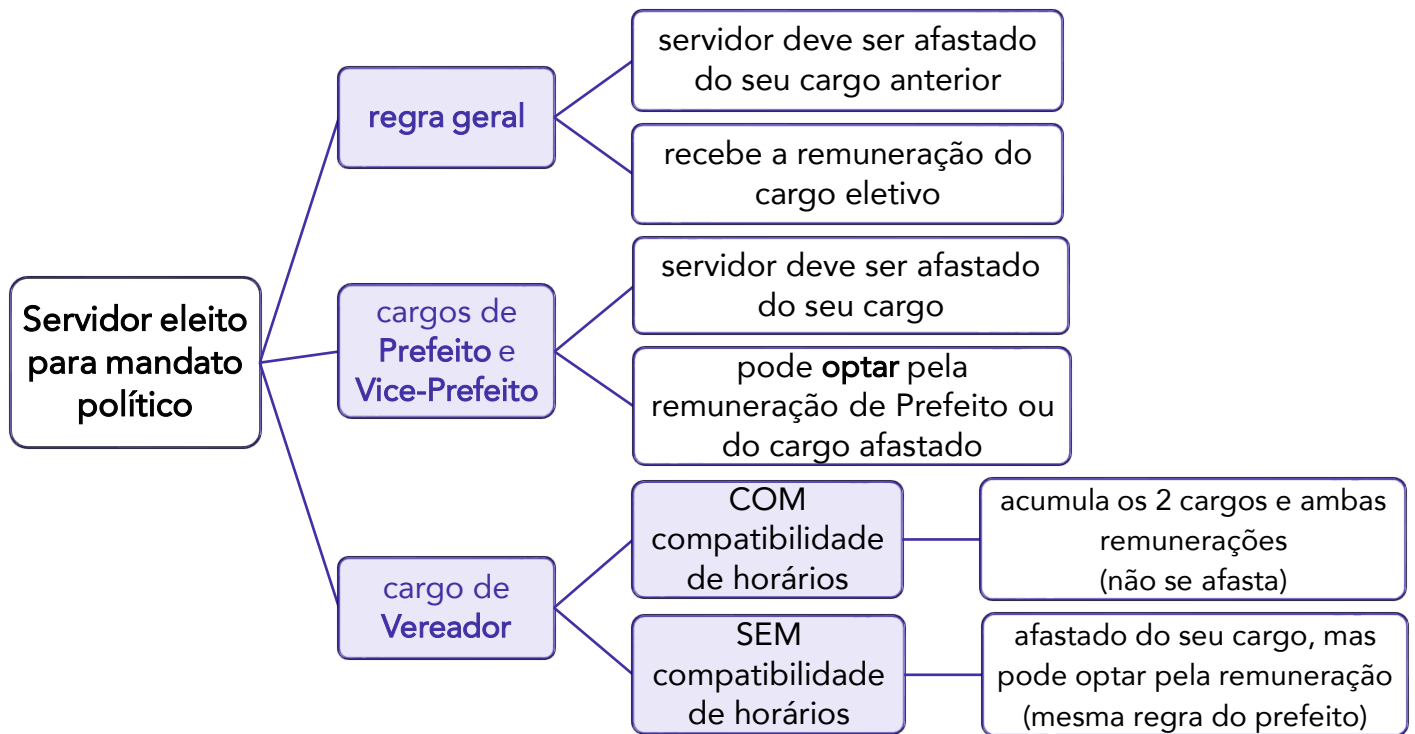 Servidor eleito
para mandato
político
regra geral
servidor deve ser afastado
do seu cargo anterior
recebe a remuneração do
cargo eletivo
cargos de
Prefeito e
Vice-Prefeito
servidor deve ser afastado
do seu cargo
pode optar pela
remuneração de Prefeito ou
do cargo afastado
cargo de
Vereador
COM
compatibilidade
de horários
acumula os 2 cargos e ambas
remunerações
(não se afasta)
SEM
compatibilidade
de horários
afastado do seu cargo, mas
pode optar pela remuneração
(mesma regra do prefeito)